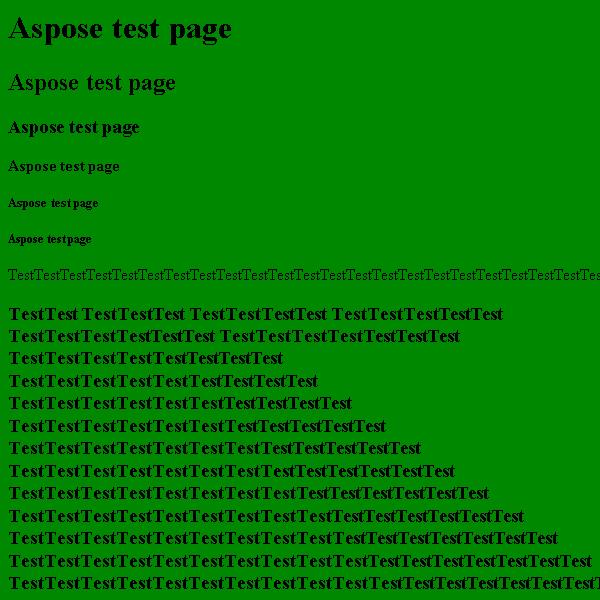 Aspose test page
Aspose test page
Aspose test page
Aspose test page
Aspose test page
Aspose test page
TestTestTestTestTestTestTestTestTestTestTestTestTestTestTestTestTestTestTestTestTestTestTes
TestTest TestTestTest TestTestTestTest TestTestTestTestTest
TestTestTestTestTestTest TestTestTestTestTestTestTest
TestTestTestTestTestTestTestTest
TestTestTestTestTestTestTestTestTest
TestTestTestTestTestTestTestTestTestTest
TestTestTestTestTestTestTestTestTestTestTest
TestTestTestTestTestTestTestTestTestTestTestTest
TestTestTestTestTestTestTestTestTestTestTestTestTest
TestTestTestTestTestTestTestTestTestTestTestTestTestTest
TestTestTestTestTestTestTestTestTestTestTestTestTestTestTest
TestTestTestTestTestTestTestTestTestTestTestTestTestTestTestTest
TestTestTestTestTestTestTestTestTestTestTestTestTestTestTestTestTest
TestTestTestTestTestTestTestTestTestTestTestTestTestTestTestTestTestT